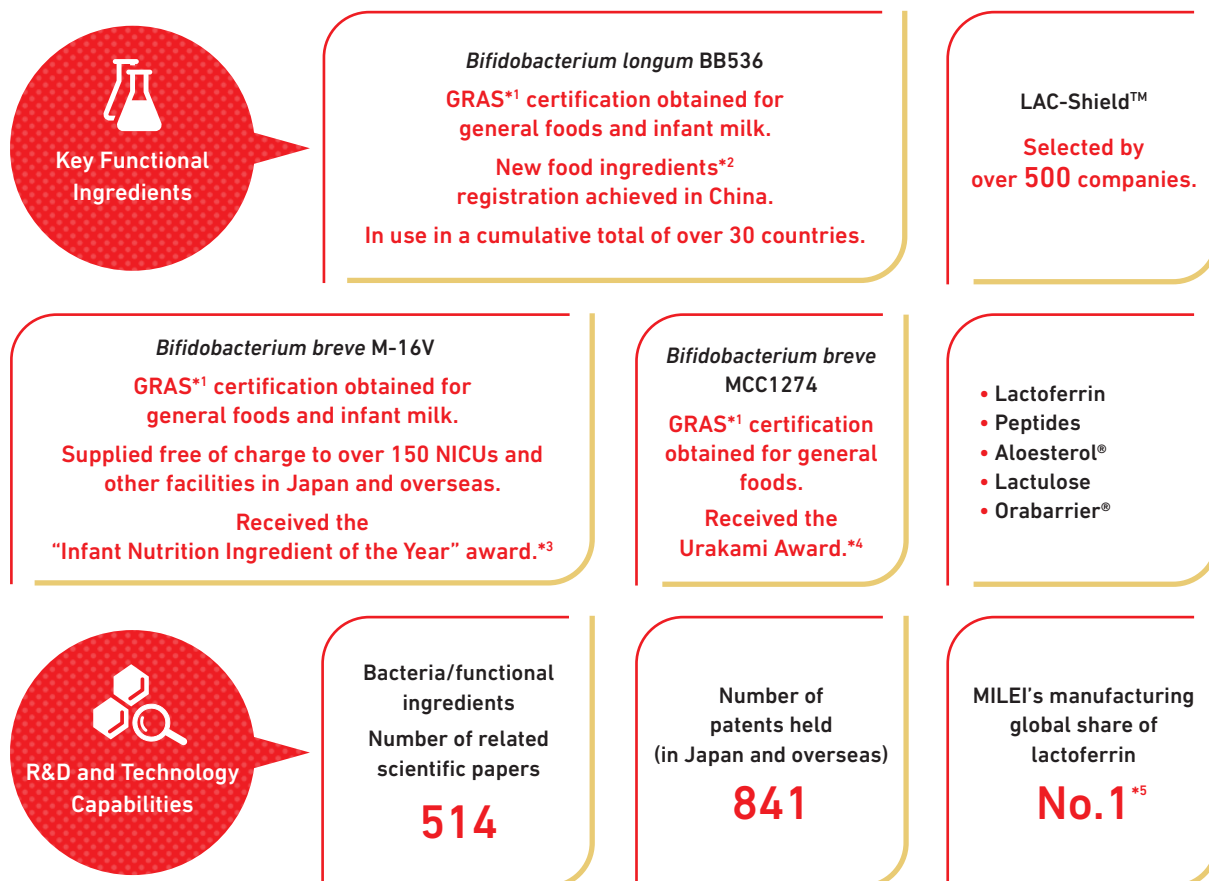 Key Functional
Ingredients
Bifidobacterium longum BB536
GRAS*1 certification obtained for
general foods and infant milk.
New food ingredients*2
registration achieved in China.
In use in a cumulative total of over 30 countries.
LAC-Shield™
Selected by
over 500 companies.
Bifidobacterium breve M-16V
GRAS*1 certification obtained for
general foods and infant milk.
Supplied free of charge to over 150 NICUs and
other facilities in Japan and overseas.
Received the
“Infant Nutrition Ingredient of the Year” award.*3
Bifidobacterium breve
MCC1274
GRAS*1 certification
obtained for general
foods.
Received the
Urakami Award.*4
• Lactoferrin
• Peptides
• Aloesterol®
• Lactulose
• Orabarrier®
R&D and Technology
Capabilities
Bacteria/functional
ingredients
Number of related
scientific papers
514
Number of
patents held
(in Japan and overseas)
841
MILEI’s manufacturing
global share of
lactoferrin
No.1*5